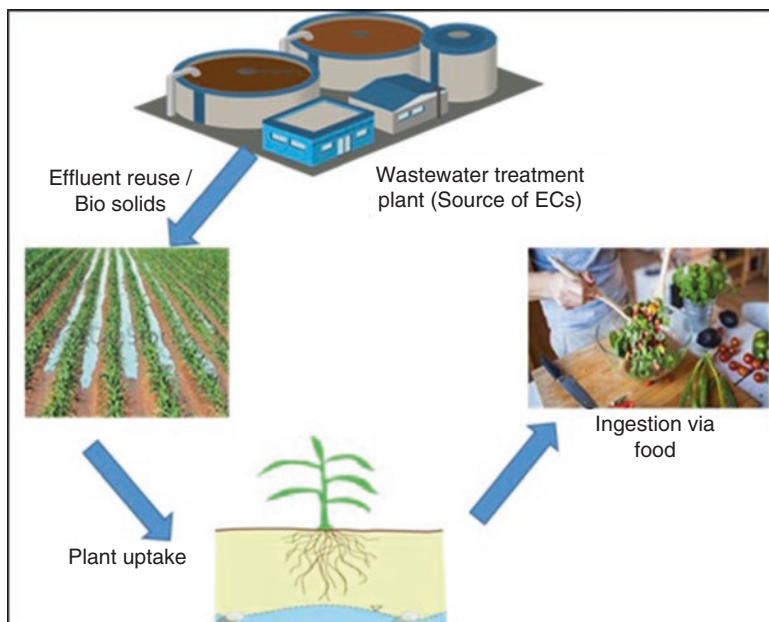 Effluent reuse /
Bio solids
Wastewater treatment
plant (Source of ECs)
Ingestion via
food
Plant uptake